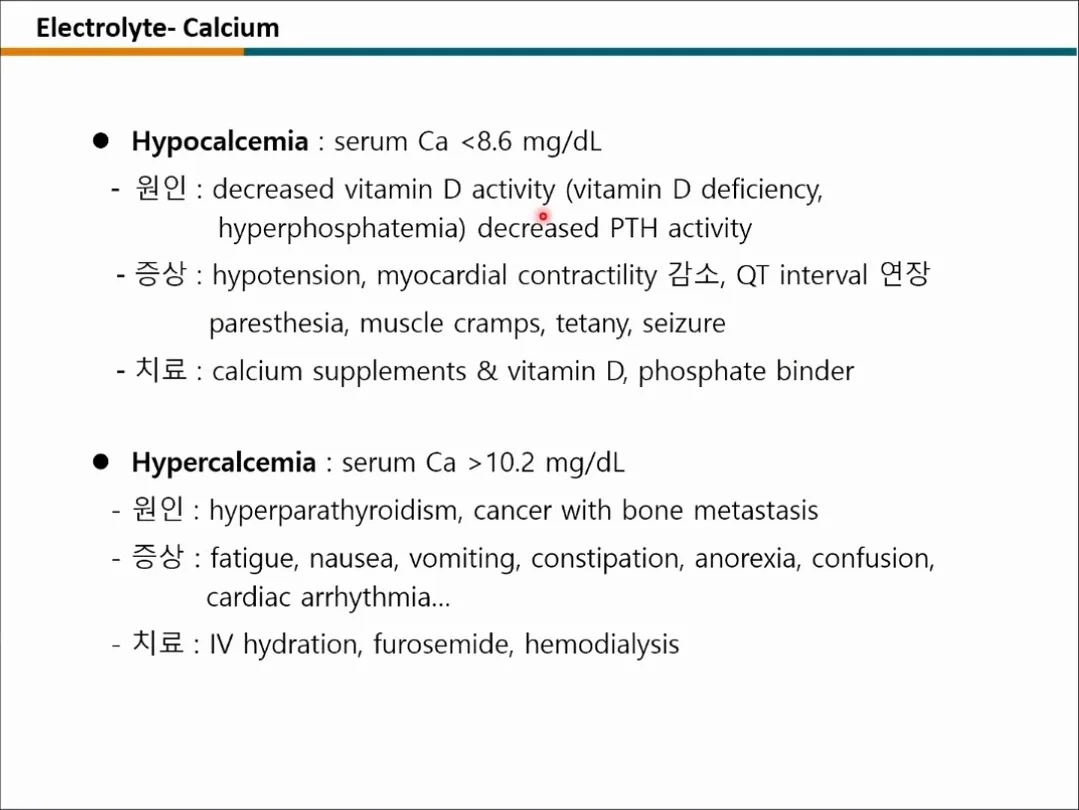 Electrolyte- Calcium
● Hypocalcemia : serum Ca <8.6 mg/dL
- 원인 : decreased vitamin D activity (vitamin D deficiency,
hyperphosphatemia) decreased PTH activity
- 증상 : hypotension, myocardial contractility 감소, QT interval 연장
paresthesia, muscle cramps, tetany, seizure
- 치료 : calcium supplements & vitamin D, phosphate binder
● Hypercalcemia : serum Ca >10.2 mg/dL
- 원인 : hyperparathyroidism, cancer with bone metastasis
- 증상 : fatigue, nausea, vomiting, constipation, anorexia, confusion,
cardiac arrhythmia...
- 치료 : IV hydration, furosemide, hemodialysis